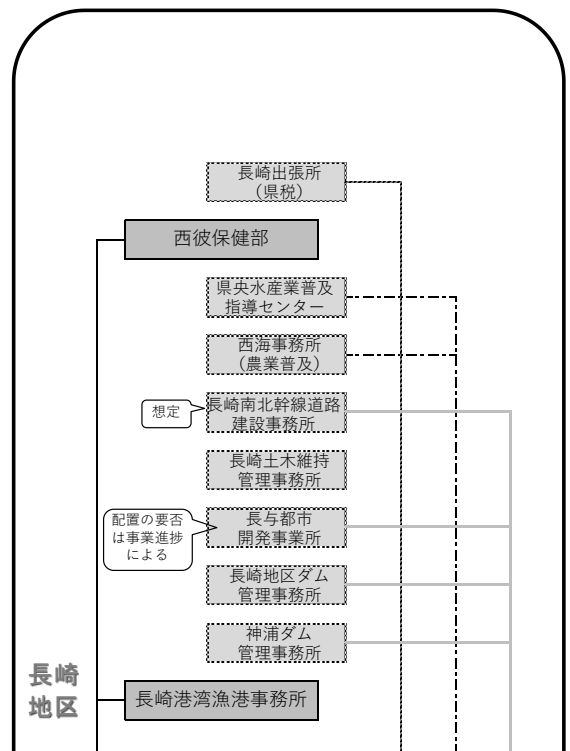 長崎出張所
（県税）
西彼保健部
県央水産業普及
指導センター
西海事務所
（農業普及）
想定
長崎南北幹線道路
建設事務所
長崎土木維持
管理事務所
配置の要否
は事業進捗
による
長与都市
開発事業所
長崎地区ダム
管理事務所
神浦ダム
管理事務所
長崎
地区
長崎港湾漁港事務所